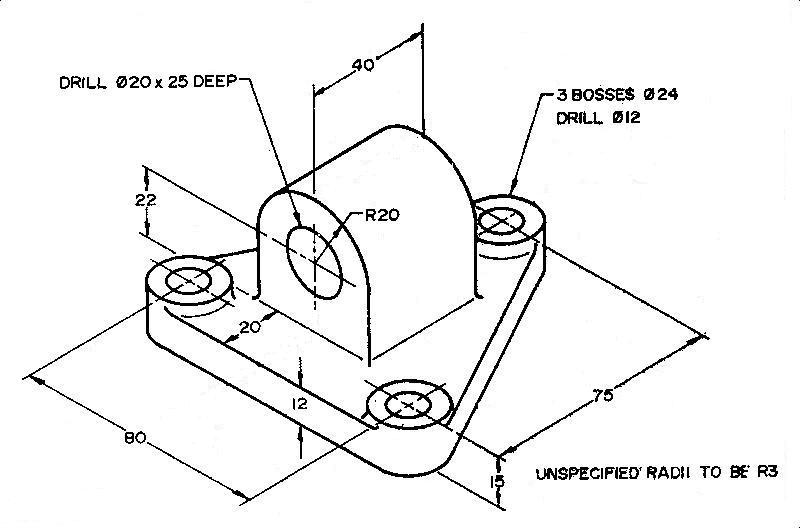 40
DRILL Ø20 x 25 DEEP
3 BOSSES Ø24
DRILL Ø12
22
R20
20
12
75
80
15
UNSPECIFIED RADII TO BE R3